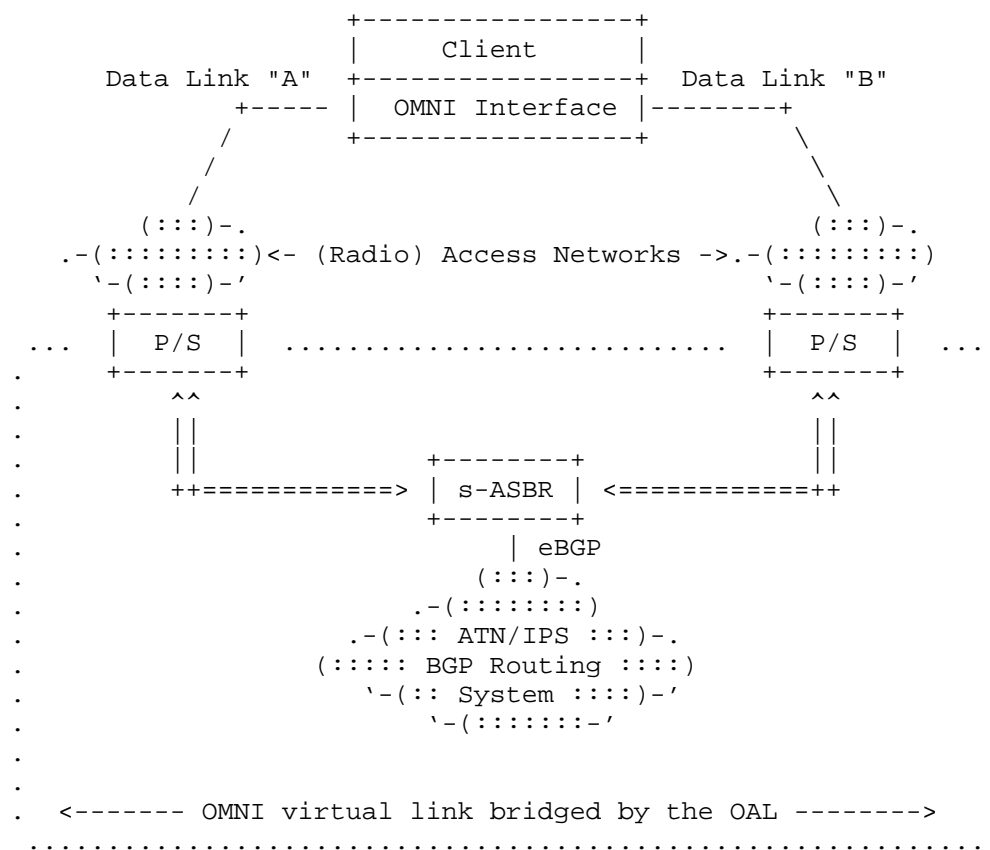 Client
Data Link "A" Data Link "B"
OMNI Interface
<- (Radio) Access Networks ->
P/S P/S
s-ASBR
eBGP
ATN/IPS
BGP Routing
System
<------- OMNI virtual link bridged by the OAL -------->